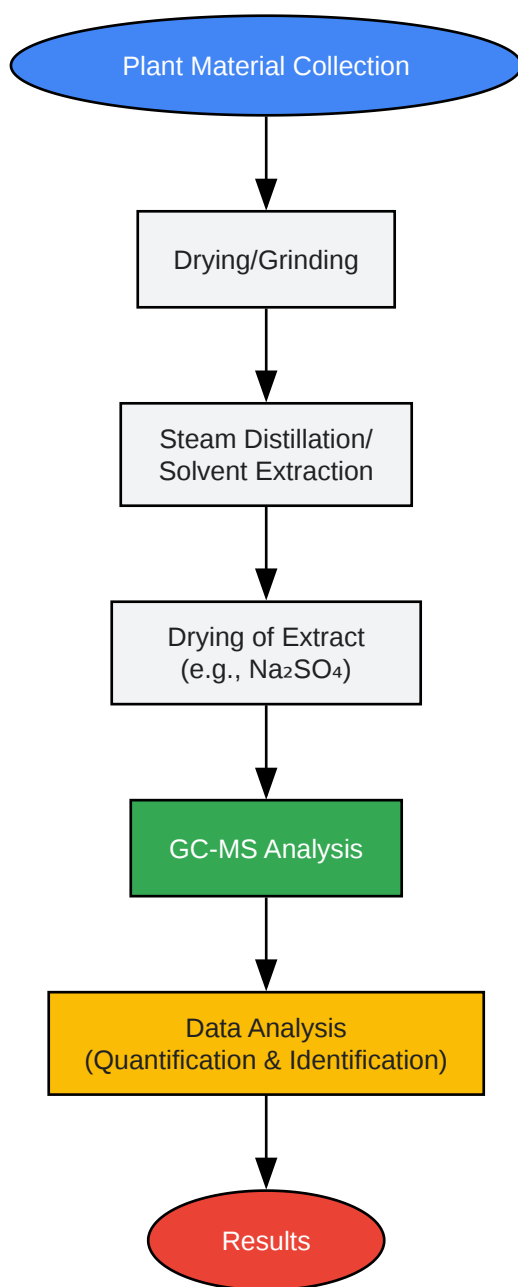 Plant Material Collection
Drying/Grinding
Steam Distillation/
Solvent Extraction
Drying of Extract
(e.g., Na₂SO₄)
GC-MS Analysis
Data Analysis
(Quantification & Identification)
Results